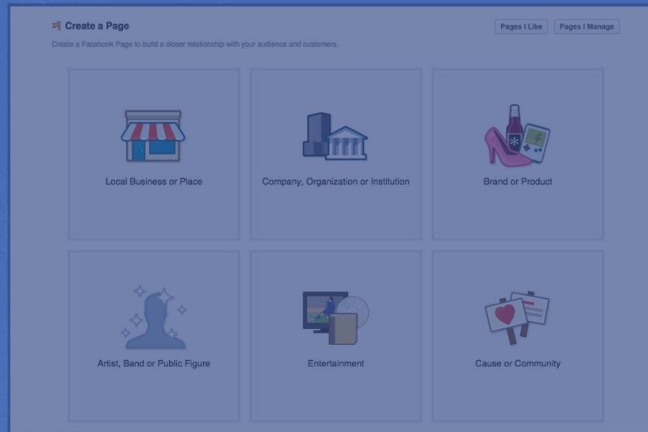 Create a Page
Pages I Like
Pages I Manage
Create a Facebook Page to build a closer relationship with your audience and customers.
Local Business or Place
Company, Organization or Institution
Brand or Product
Artist, Band or Public Figure
Entertainment
Cause or Community